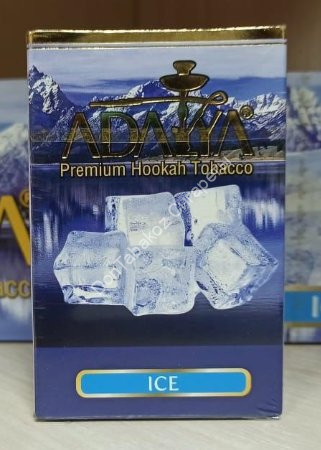 ADALYA®
Premium Hookah Tobacco
ICE